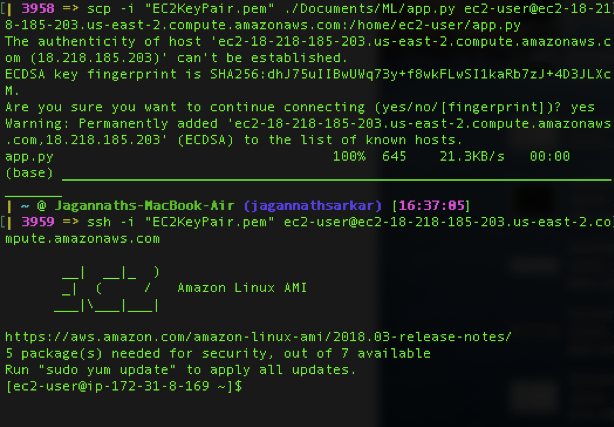 [| 3958 => scp -i "EC2KeyPair.pem" ./Documents/ML/app.py ec2-user@ec2-18-21]
8-185-203.us-east-2.compute.amazonaws.com:/home/ec2-user/app.py
The authenticity of host 'ec2-18-218-185-203.us-east-2.compute.amazonaws.c
om (18.218.185.203)' can't be established.
ECDSA key fingerprint is SHA256:dhJ75uIIBwUWq73y+f8wkFLwSI1kaRb7zJ+4D3JLXc
M.
Are you sure you want to continue connecting (yes/no/[fingerprint])? yes
Warning: Permanently added 'ec2-18-218-185-203.us-east-2.compute.amazonaws
.com,18.218.185.203' (ECDSA) to the list of known hosts.
app.py 100% 645 21.3KB/s 00:00
(base) ________________________________________________________________
_______
| ~ @ Jagannaths-MacBook-Air (jagannathsarkar) [16:37:05]
[| 3959 => ssh -i "EC2KeyPair.pem" ec2-user@ec2-18-218-185-203.us-east-2.co]
mpute.amazonaws.com
__| __|_ )
_| ( / Amazon Linux AMI
___|\___|___|
https://aws.amazon.com/amazon-linux-ami/2018.03-release-notes/
5 package(s) needed for security, out of 7 available
Run "sudo yum update" to apply all updates.
[ec2-user@ip-172-31-8-169 ~]$